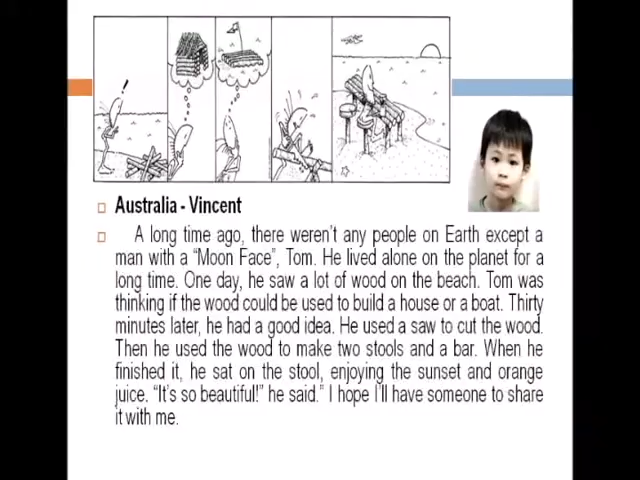 !
Australia - Vincent
A long time ago, there weren't any people on Earth except a
man with a “Moon Face”, Tom. He lived alone on the planet for a
long time. One day, he saw a lot of wood on the beach. Tom was
thinking if the wood could be used to build a house or a boat. Thirty
minutes later, he had a good idea. He used a saw to cut the wood.
Then he used the wood to make two stools and a bar. When he
finished it, he sat on the stool, enjoying the sunset and orange
juice. “It's so beautiful!” he said.” I hope I'll have someone to share
it with me.